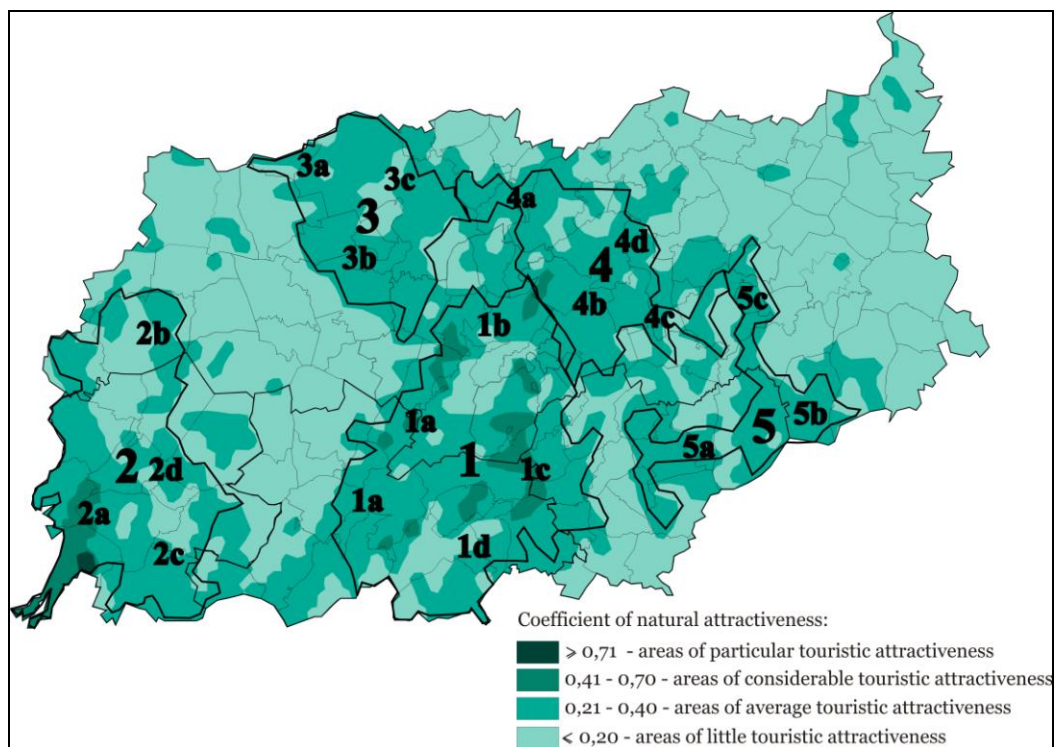 3a
3c
4a
3
4d
3b
4
5c
4b
4c
2b
1b
1a
5b
5
5a
2
2d
1
1c
1a
2a
2c
1d
Coefficient of natural attractiveness:
⩾ 0,71 - areas of particular touristic attractiveness
0,41 - 0,70 - areas of considerable touristic attractiveness
0,21 - 0,40 - areas of average touristic attractiveness
< 0,20 - areas of little touristic attractiveness